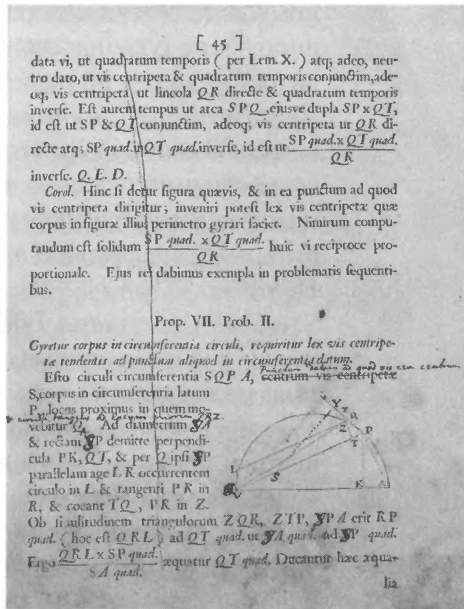 [ 45 ]
data vi, ut quadratum temporis ( per Lem. X. ) atq; adeo, neu-
tro dato, ut vis centripeta & quadratum temporis conjunctim, ade-
oq; vis centripeta ut lineola QR directe & quadratum temporis
inverse. Est autem tempus ut area SPQ, ejusve dupla SP x QT,
id est ut SP & QT conjunctim, adeoq; vis centripeta ut QR di-
recte atq; SP quad. in QT quad. inverse, id est ut SP quad. x QT quad. / QR
inverse. Q. E. D.
Corol. Hinc si detur figura quævis, & in ea punctum ad quod
vis centripeta dirigitur; inveniri potest lex vis centripetæ quæ
corpus in figuræ illius perimetro gyrari faciet. Nimirum compu-
tandum est solidum SP quad. x QT quad. / QR huic vi reciproce pro-
portionale. Ejus rei dabimus exempla in problematis sequenti-
bus.
Prop. VII. Prob. II.
Gyretur corpus in circumferentia circuli, requiritur lex vis centripe-
tæ tendentis ad punctum aliquod in circumferentia datum.
Esto circuli circumferentia SQPA, centrum vis centripetæ
S, corpus in circumferentia latum
P, locus proximus in quem mo-
vebitur Q. Ad diametrum A
& rectam P demitte perpendi-
cula PK, QT, & per Q ipsi P
parallelam age LR occurrentem
circulo in L & tangenti PR in
R, & coeant TQ, PR in Z.
Ob similitudinem triangulorum ZQR, ZTP, PA erit RP
quad. (hoc est QRL) ad QT quad. ut A quad. ad P quad.
Ergo QRL x SP quad. / SA quad. æquatur QT quad. Ducantur hæc æqua-
lia
Z
R
Q
P
T
L
S
K
A